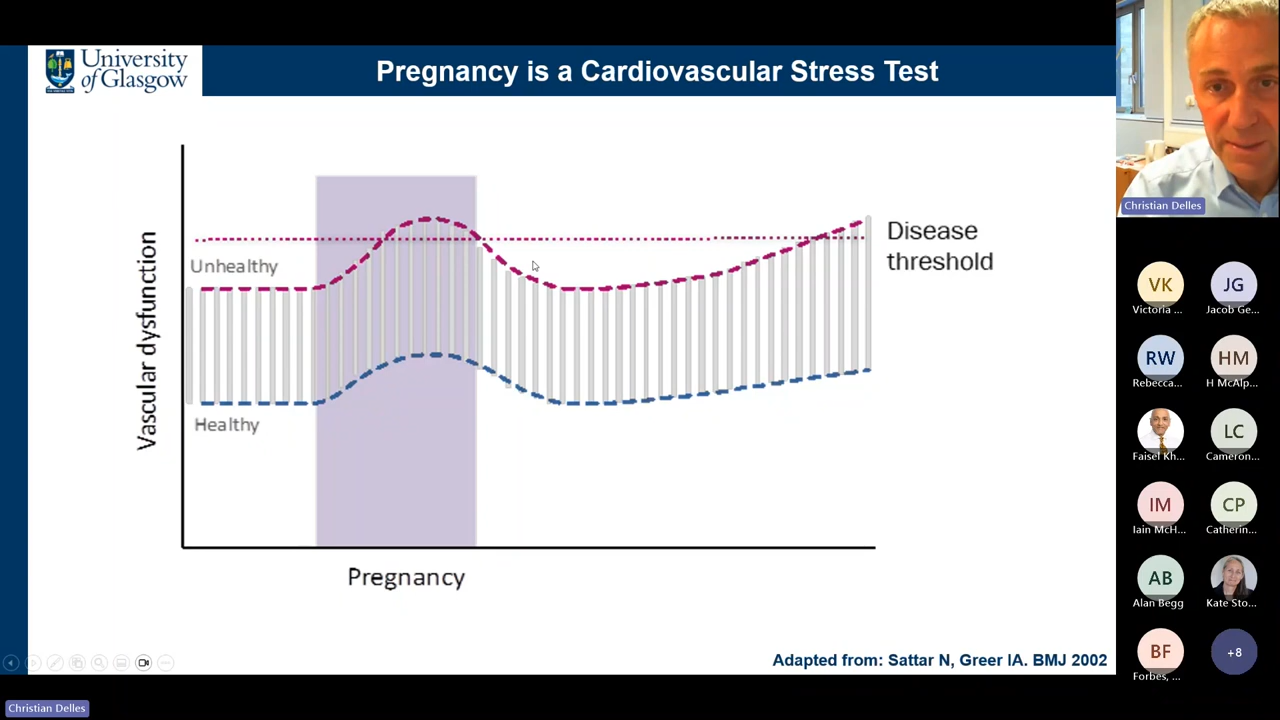 University
of Glasgow
Pregnancy is a Cardiovascular Stress Test
Vascular dysfunction
Unhealthy
Healthy
Disease
threshold
Pregnancy
Adapted from: Sattar N, Greer IA. BMJ 2002
Christian Delles
VK
Victoria ...
JG
Jacob Ge...
RW
Rebecca...
HM
H McAlp...
Faisel Kh...
LC
Cameron...
IM
Iain McH...
CP
Catherin...
AB
Alan Begg
Kate Sto...
BF
Forbes, ...
+8
Christian Delles